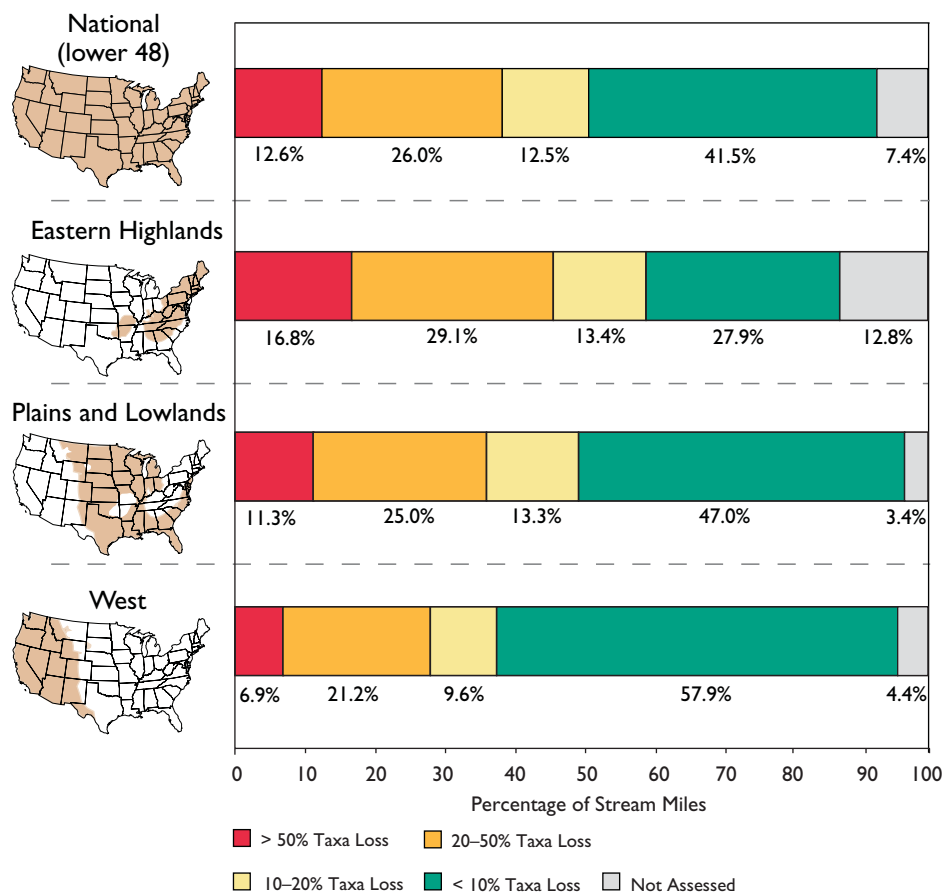 National
(lower 48)
12.6% 26.0% 12.5% 41.5% 7.4%
Eastern Highlands
16.8% 29.1% 13.4% 27.9% 12.8%
Plains and Lowlands
11.3% 25.0% 13.3% 47.0% 3.4%
West
6.9% 21.2% 9.6% 57.9% 4.4%
0 10 20 30 40 50 60 70 80 90 100
Percentage of Stream Miles
> 50% Taxa Loss 20–50% Taxa Loss
10–20% Taxa Loss < 10% Taxa Loss Not Assessed